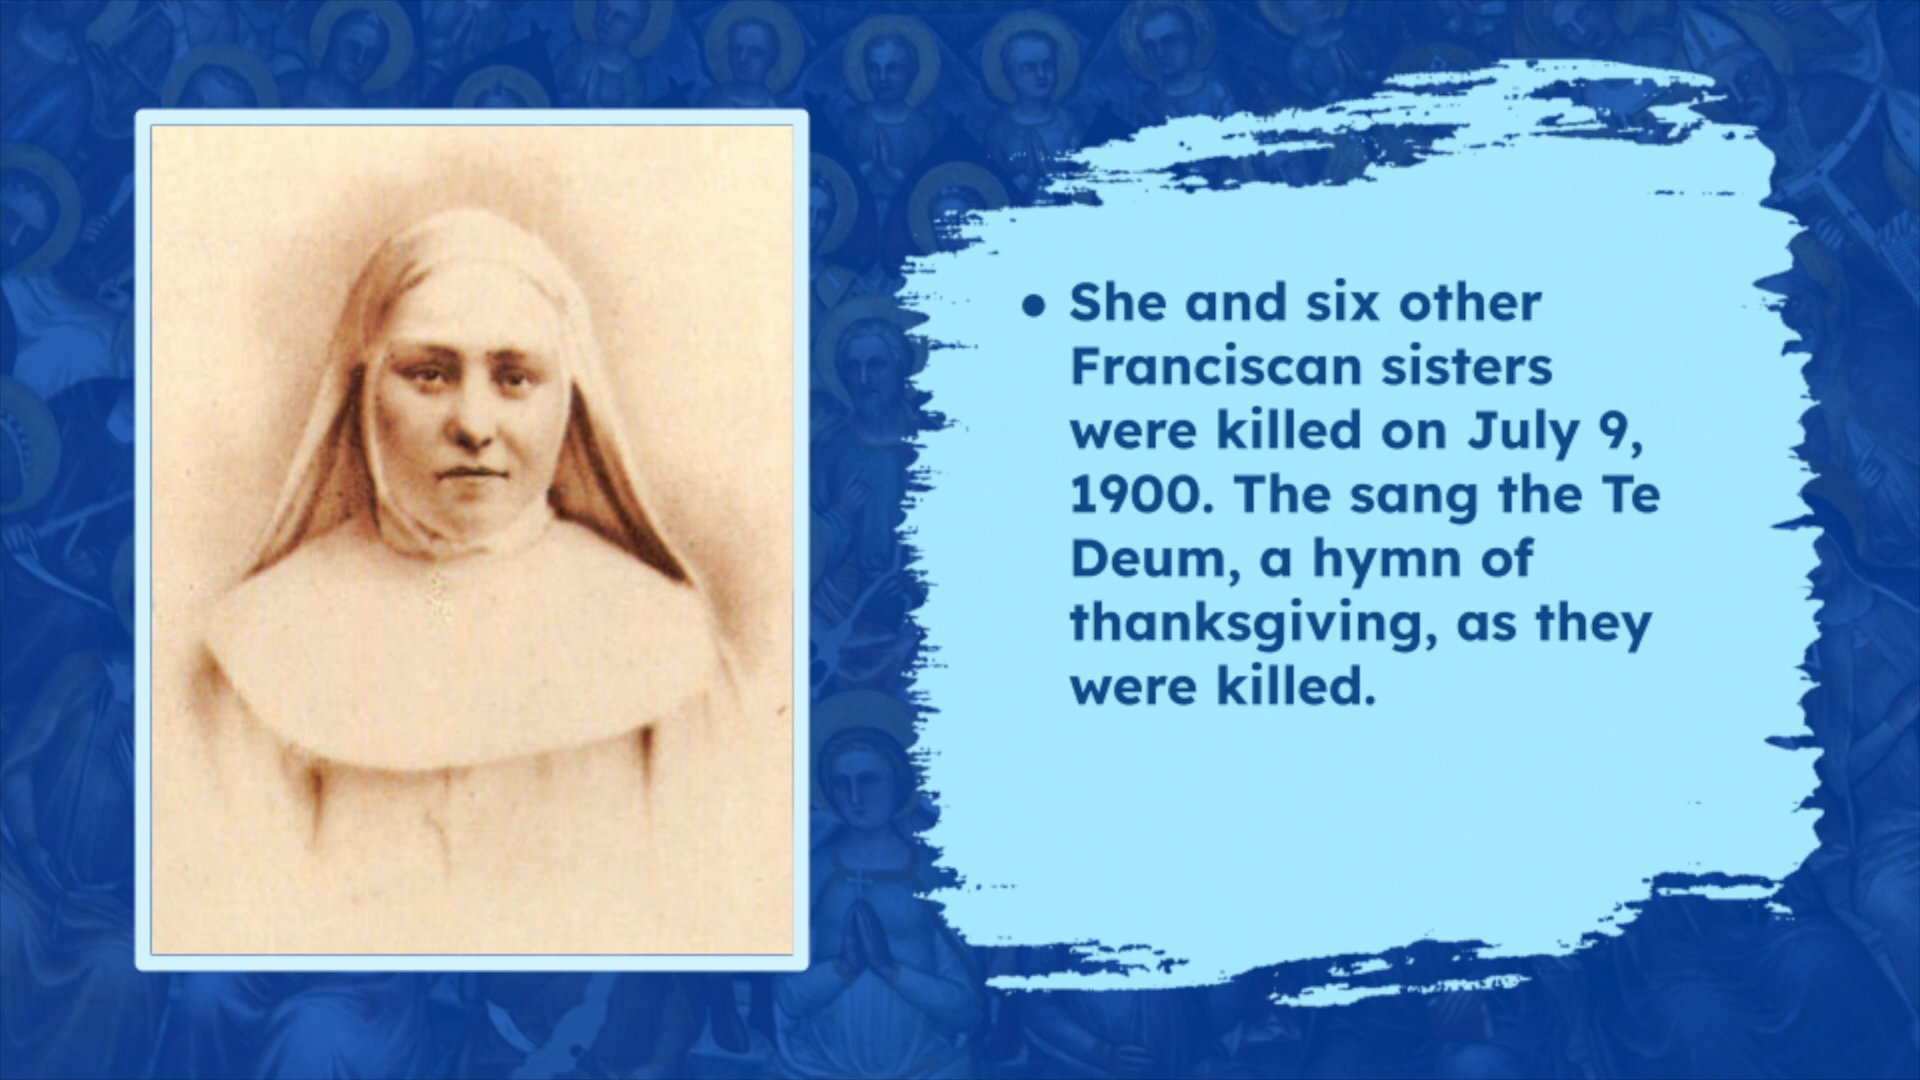 • She and six other
Franciscan sisters
were killed on July 9,
1900. The sang the Te
Deum, a hymn of
thanksgiving, as they
were killed.